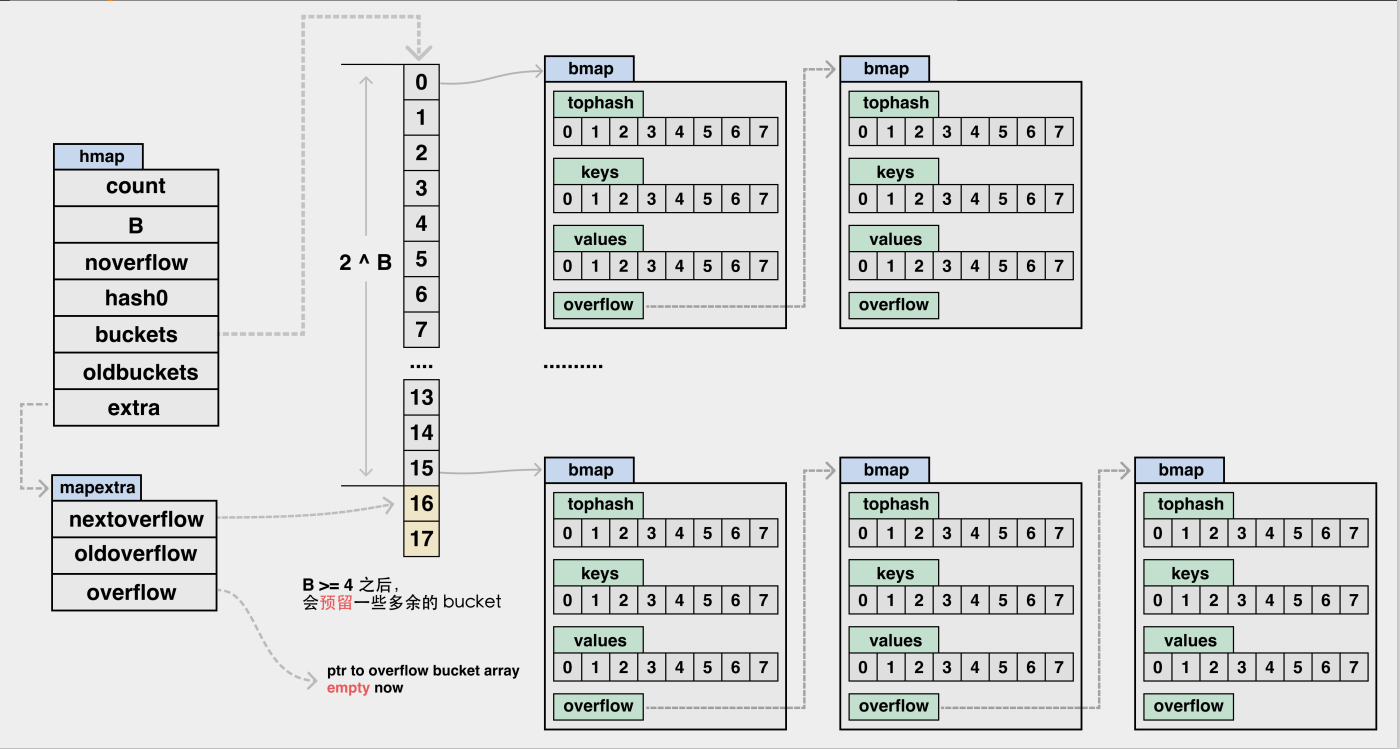 hmap
count
B
noverflow
hash0
buckets
oldbuckets
extra
mapextra
nextoverflow
oldoverflow
overflow
2 ^ B
0
1
2
3
4
5
6
7
....
13
14
15
16
17
B >= 4 之后,
会预留一些多余的 bucket
ptr to overflow bucket array
empty now
bmap
tophash
0 1 2 3 4 5 6 7
keys
0 1 2 3 4 5 6 7
values
0 1 2 3 4 5 6 7
overflow
bmap
tophash
0 1 2 3 4 5 6 7
keys
0 1 2 3 4 5 6 7
values
0 1 2 3 4 5 6 7
overflow
..........
bmap
tophash
0 1 2 3 4 5 6 7
keys
0 1 2 3 4 5 6 7
values
0 1 2 3 4 5 6 7
overflow
bmap
tophash
0 1 2 3 4 5 6 7
keys
0 1 2 3 4 5 6 7
values
0 1 2 3 4 5 6 7
overflow
bmap
tophash
0 1 2 3 4 5 6 7
keys
0 1 2 3 4 5 6 7
values
0 1 2 3 4 5 6 7
overflow